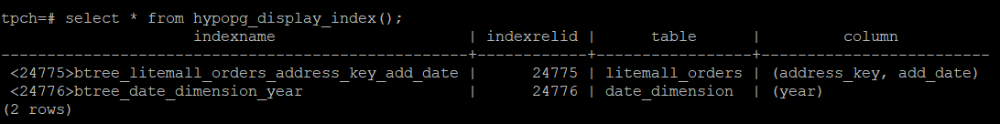 tpch=# select * from hypopg_display_index();
                   indexname                      | indexrelid |      table      |         column
--------------------------------------------------+------------+-----------------+-------------------------
 <24775>btree_litemall_orders_address_key_add_date |      24775 | litemall_orders | (address_key, add_date)
 <24776>btree_date_dimension_year                  |      24776 | date_dimension  | (year)
(2 rows)